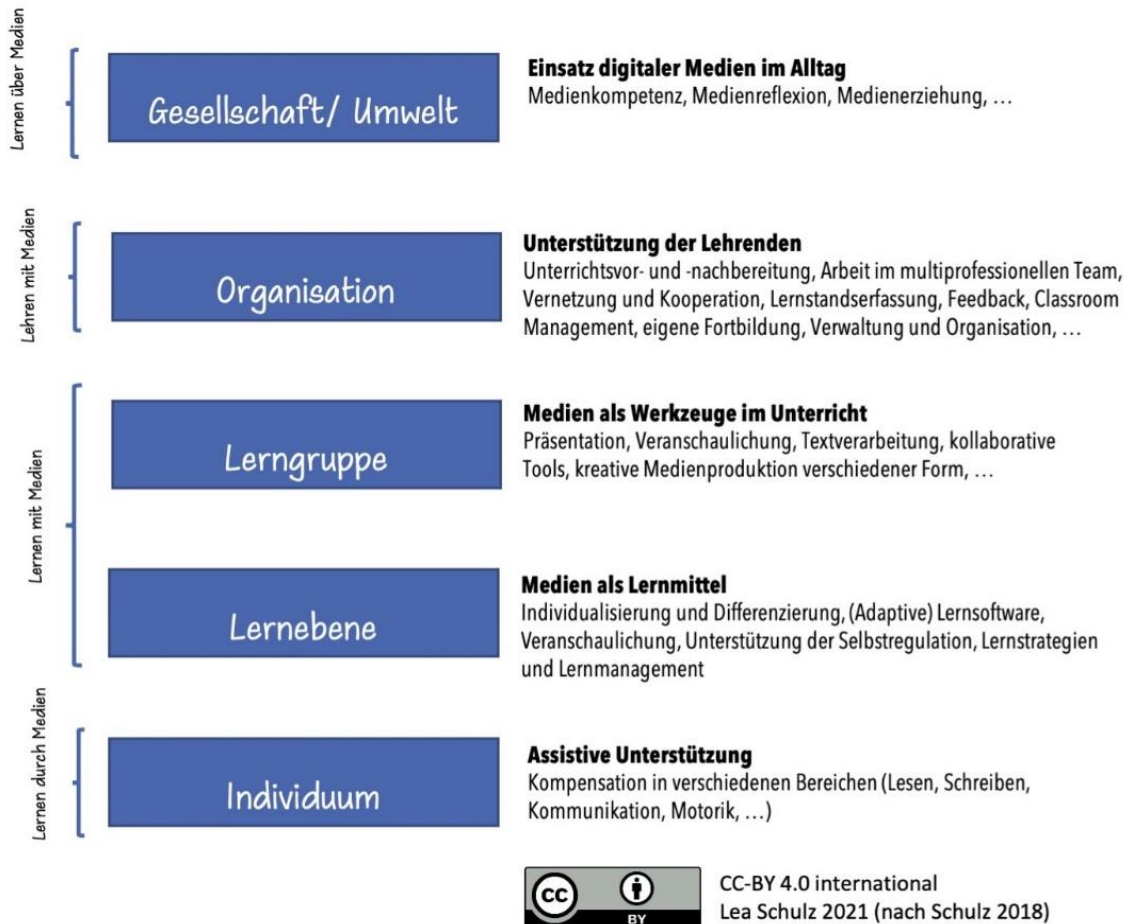 Lernen über Medien
Gesellschaft/ Umwelt
Einsatz digitaler Medien im Alltag
Medienkompetenz, Medienreflexion, Medienerziehung, …
Lehren mit Medien
Organisation
Unterstützung der Lehrenden
Unterrichtsvor- und -nachbereitung, Arbeit im multiprofessionellen Team,
Vernetzung und Kooperation, Lernstandserfassung, Feedback, Classroom
Management, eigene Fortbildung, Verwaltung und Organisation, …
Lernen mit Medien
Lerngruppe
Medien als Werkzeuge im Unterricht
Präsentation, Veranschaulichung, Textverarbeitung, kollaborative
Tools, kreative Medienproduktion verschiedener Form, …
Lernebene
Medien als Lernmittel
Individualisierung und Differenzierung, (Adaptive) Lernsoftware,
Veranschaulichung, Unterstützung der Selbstregulation, Lernstrategien
und Lernmanagement
Lernen durch Medien
Individuum
Assistive Unterstützung
Kompensation in verschiedenen Bereichen (Lesen, Schreiben,
Kommunikation, Motorik, …)
cc
BY
CC-BY 4.0 international
Lea Schulz 2021 (nach Schulz 2018)